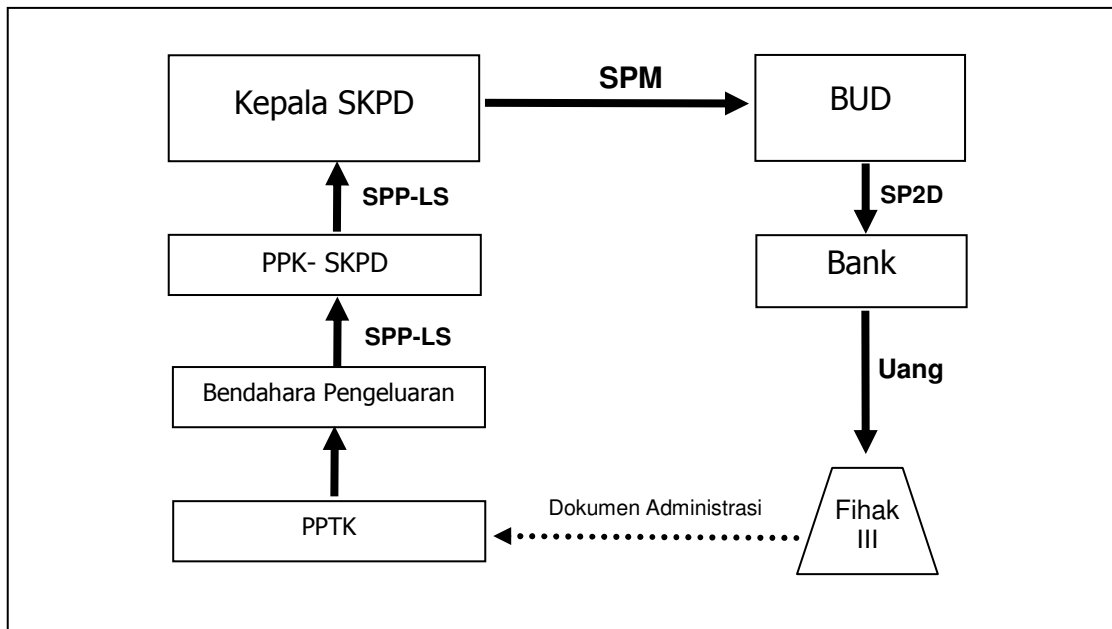 SPM
Kepala SKPD
BUD
SPP-LS
SP2D
PPK- SKPD
Bank
SPP-LS
Uang
Bendahara Pengeluaran
Dokumen Administrasi
PPTK
Fihak
III